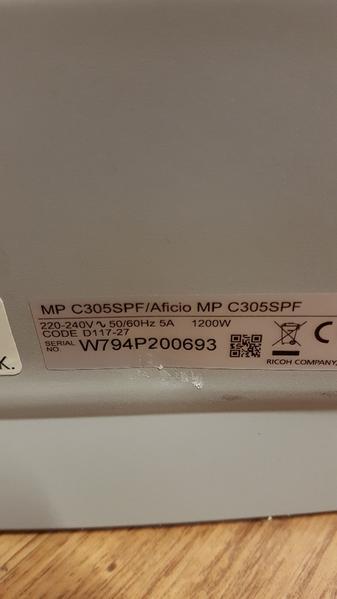 MP C305SPF/Aficio MP C305SPF
220-240V ∿ 50/60Hz 5A 1200W
CODE D117-27
SERIAL NO. W794P200693
CE
RICOH COMPANY,
K.